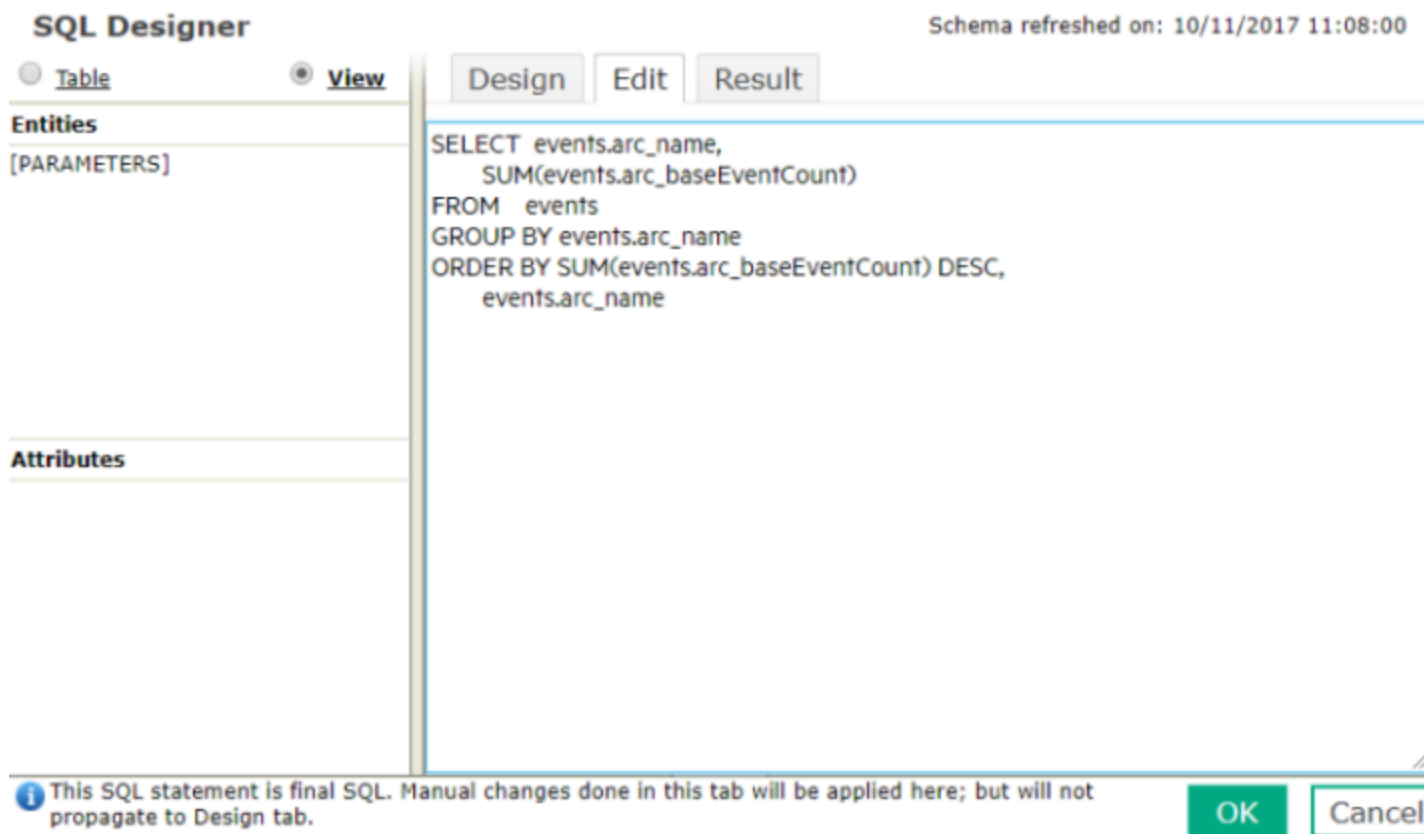 SQL Designer
Schema refreshed on: 10/11/2017 11:08:00
Table
View
Design
Edit
Result
Entities
[PARAMETERS]
Attributes
SELECT events.arc_name,
SUM(events.arc_baseEventCount)
FROM events
GROUP BY events.arc_name
ORDER BY SUM(events.arc_baseEventCount) DESC,
events.arc_name
This SQL statement is final SQL. Manual changes done in this tab will be applied here; but will not
propagate to Design tab.
OK
Cancel